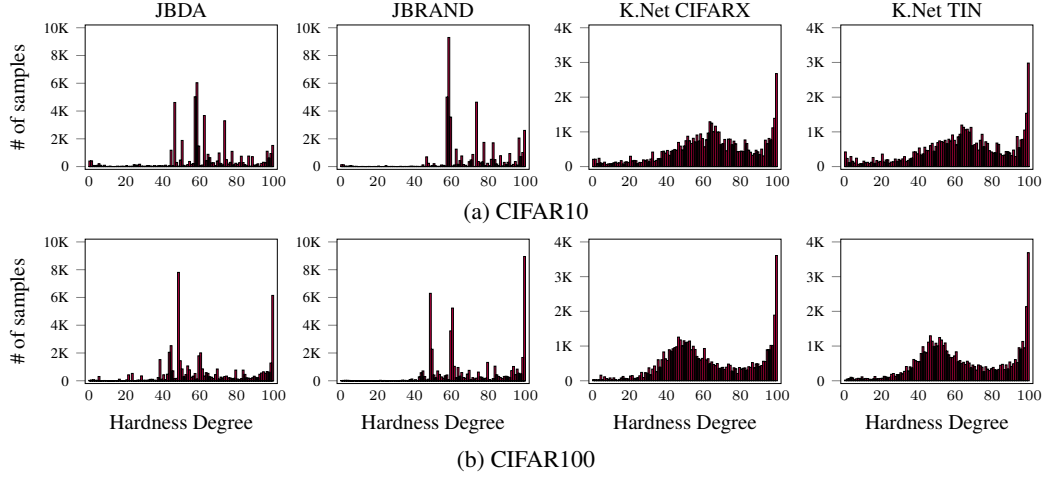 JBDA JBRAND K.Net CIFARX K.Net TIN
# of samples
10K 10K 4K 4K
8K 8K 3K 3K
6K 6K 2K 2K
4K 4K 1K 1K
2K 2K 0 0
0 0
0 20 40 60 80 100 0 20 40 60 80 100 0 20 40 60 80 100 0 20 40 60 80 100
(a) CIFAR10
# of samples
10K 10K 4K 4K
8K 8K 3K 3K
6K 6K 2K 2K
4K 4K 1K 1K
2K 2K 0 0
0 0
0 20 40 60 80 100 0 20 40 60 80 100 0 20 40 60 80 100 0 20 40 60 80 100
Hardness Degree Hardness Degree Hardness Degree Hardness Degree
(b) CIFAR100